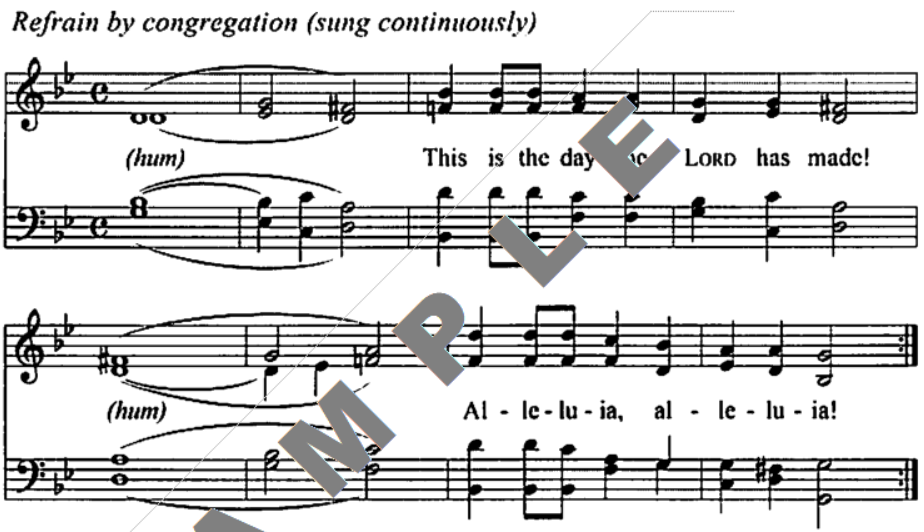 Refrain by congregation (sung continuously)
(hum) This is the day LORD has made!
(hum) Al - le - lu - ia, al - le - lu - ia!
SAMPLE